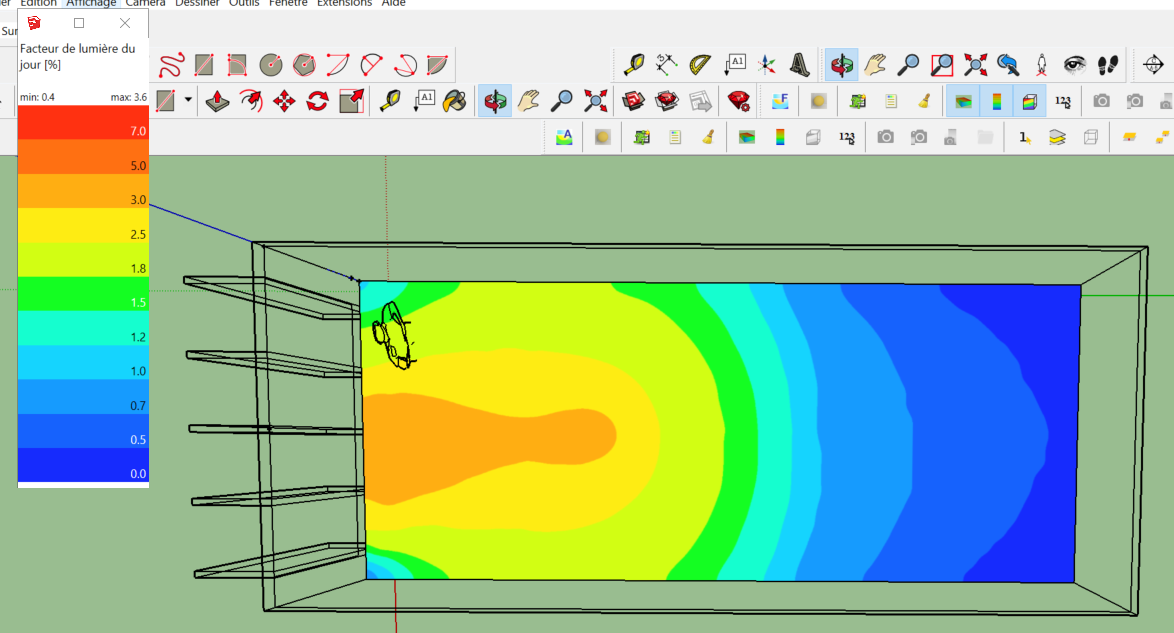 Edition Affichage Caméra Dessiner Outils Fenêtre Extensions Aide
Sur
Facteur de lumière du
jour [%]
min: 0.4 max: 3.6
7.0
5.0
3.0
2.5
1.8
1.5
1.2
1.0
0.7
0.5
0.0
A1
A1
F
123
A
123
1